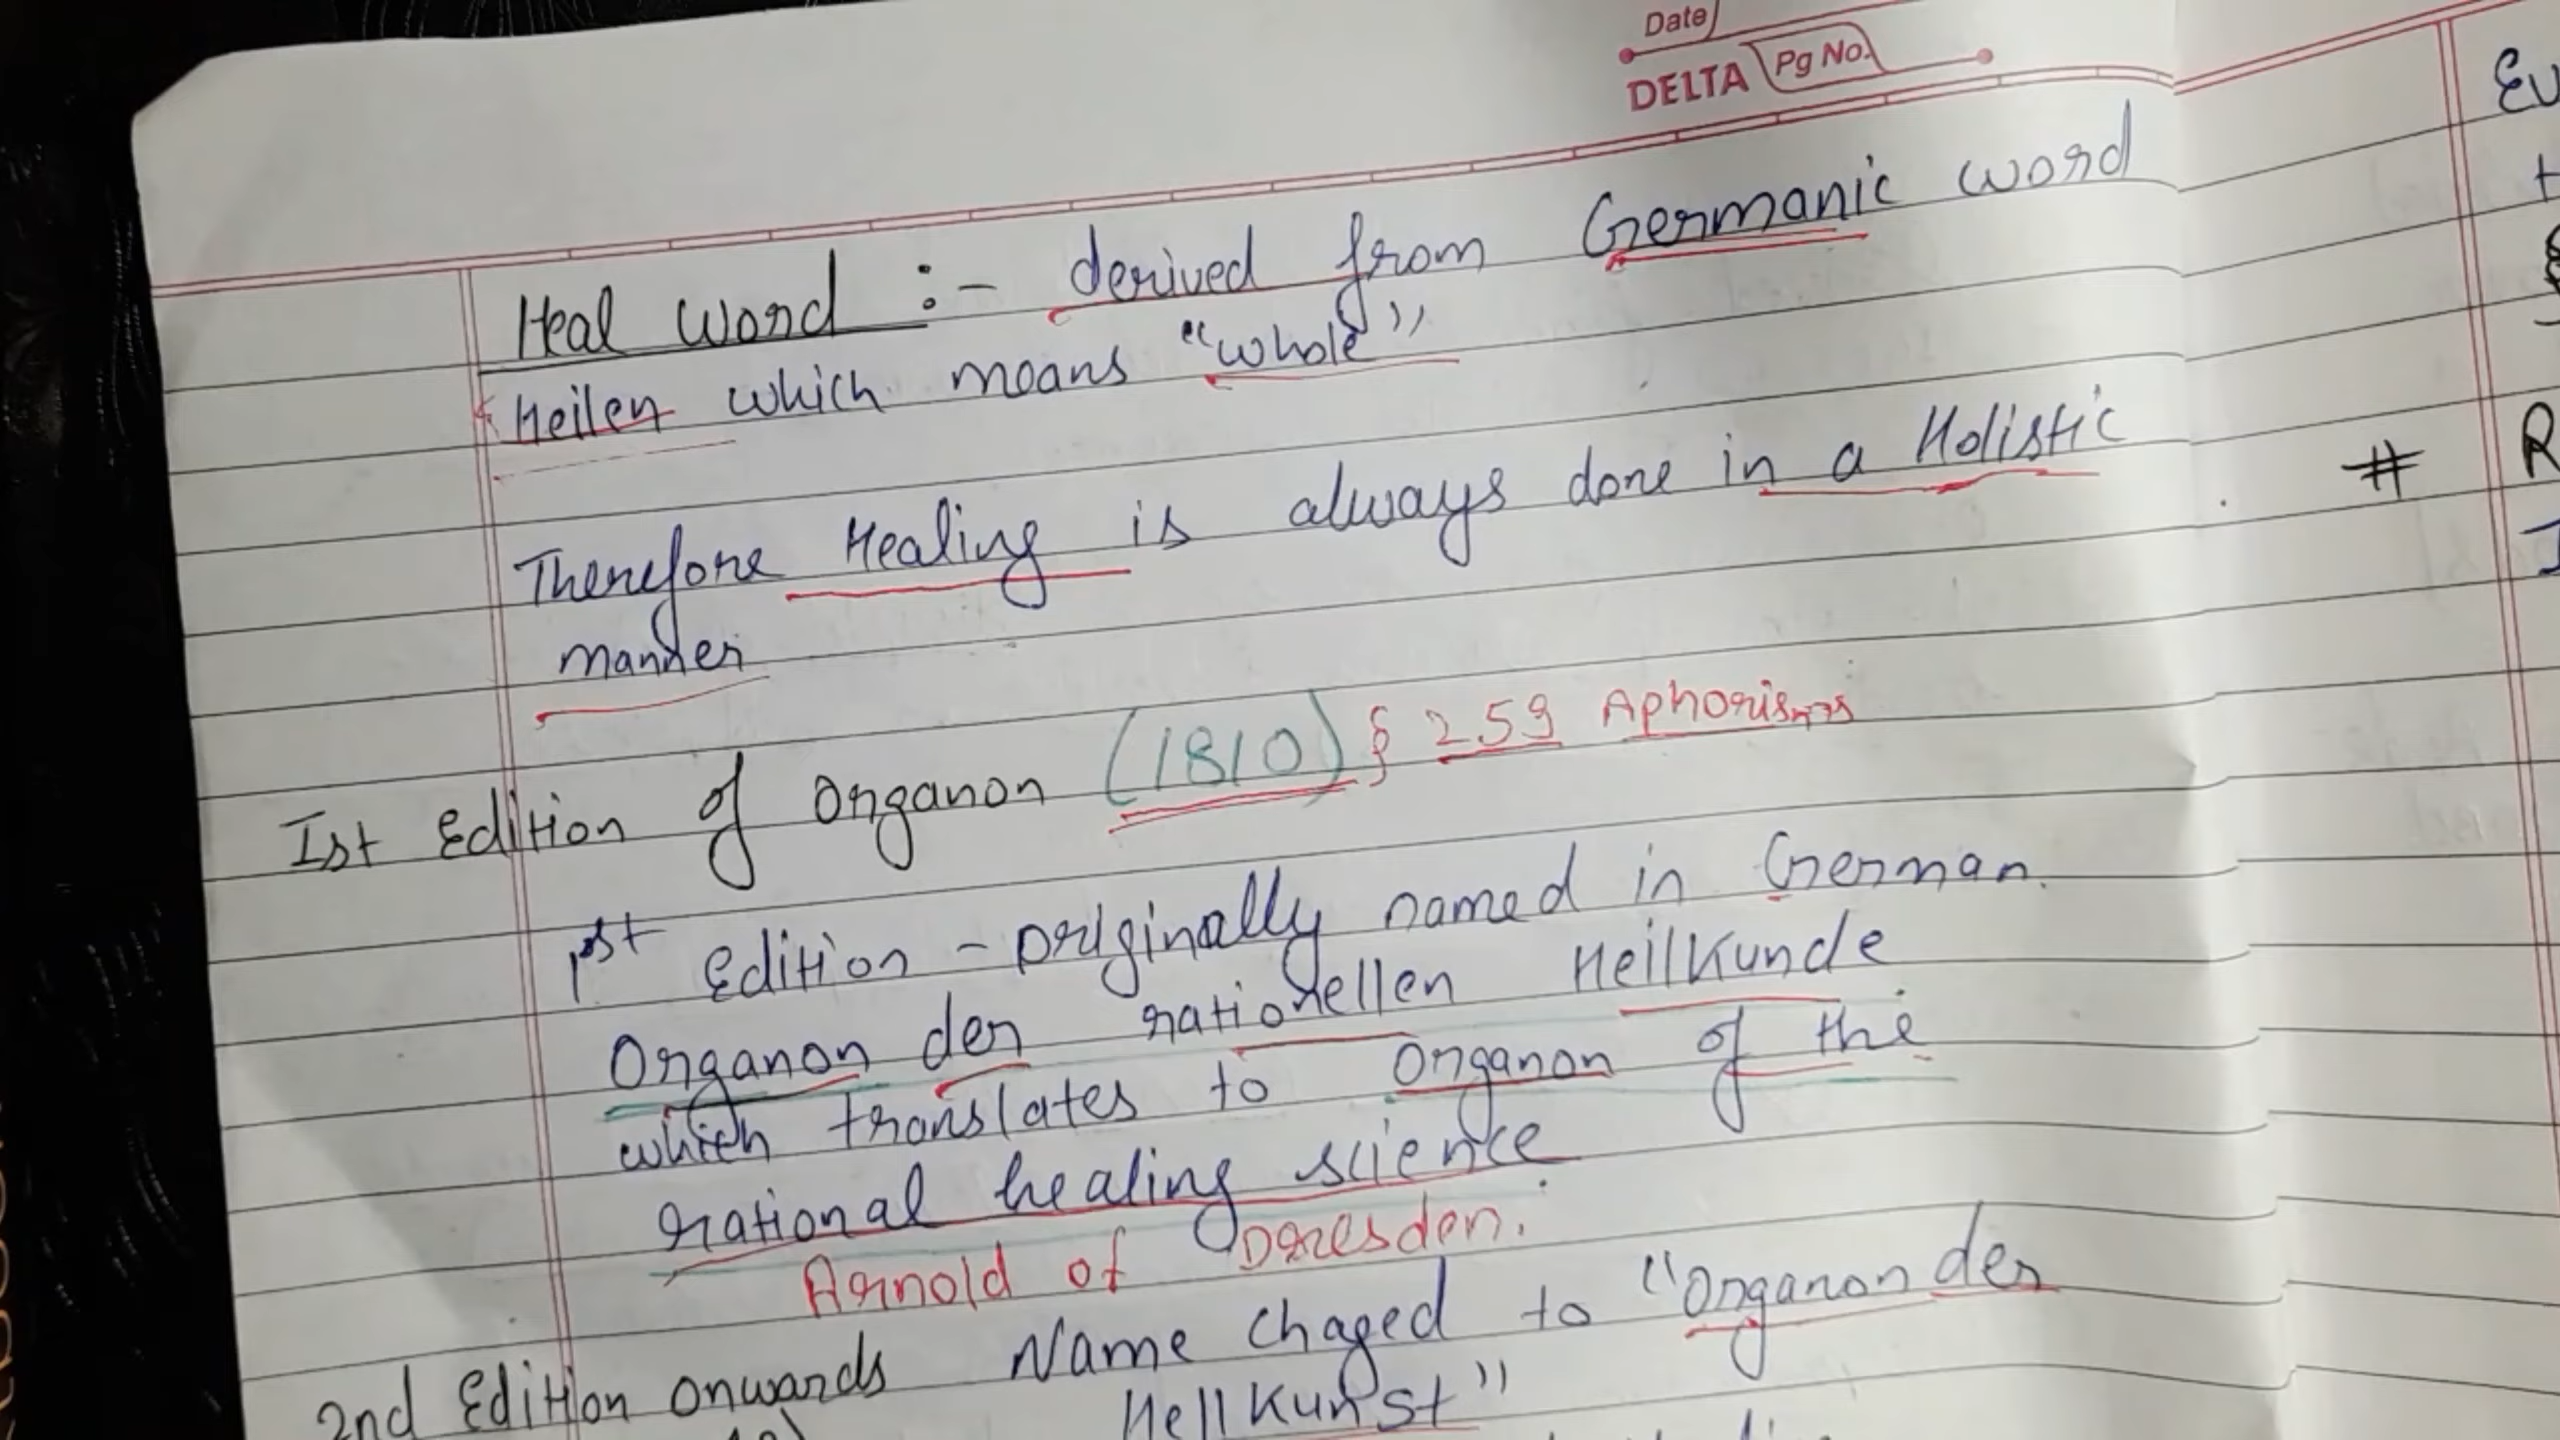 Date
DELTA Pg No.
Heal Word :- derived from Germanic word
Heilen which means "whole"
Therefore Healing is always done in a Holistic
manner
Ist Edition of Organon (1810) § 259 Aphorisms
1st Edition - originally named in German
Organon der rationellen Heilkunde
which translates to Organon of the
rational healing science
Arnold of Dresden.
2nd Edition onwards Name chaged to "Organon der
Heilkunst"
#